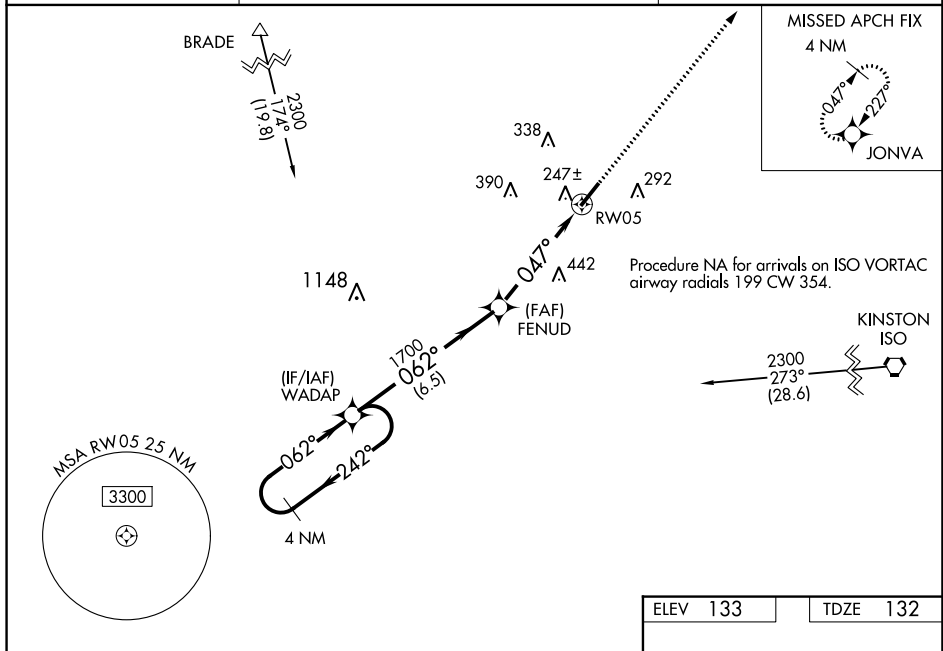 BRADE
2300
174°
(19.8)
MISSED APCH FIX
4 NM
047°
227°
JONVA
338
390
247±
292
RW05
047°
442
Procedure NA for arrivals on ISO VORTAC
airway radials 199 CW 354.
1148
(FAF)
FENUD
KINSTON
ISO
2300
273°
(28.6)
1700
062°
(6.5)
(IF/IAF)
WADAP
062°
242°
4 NM
MSA RW05 25 NM
3300
ELEV 133
TDZE 132